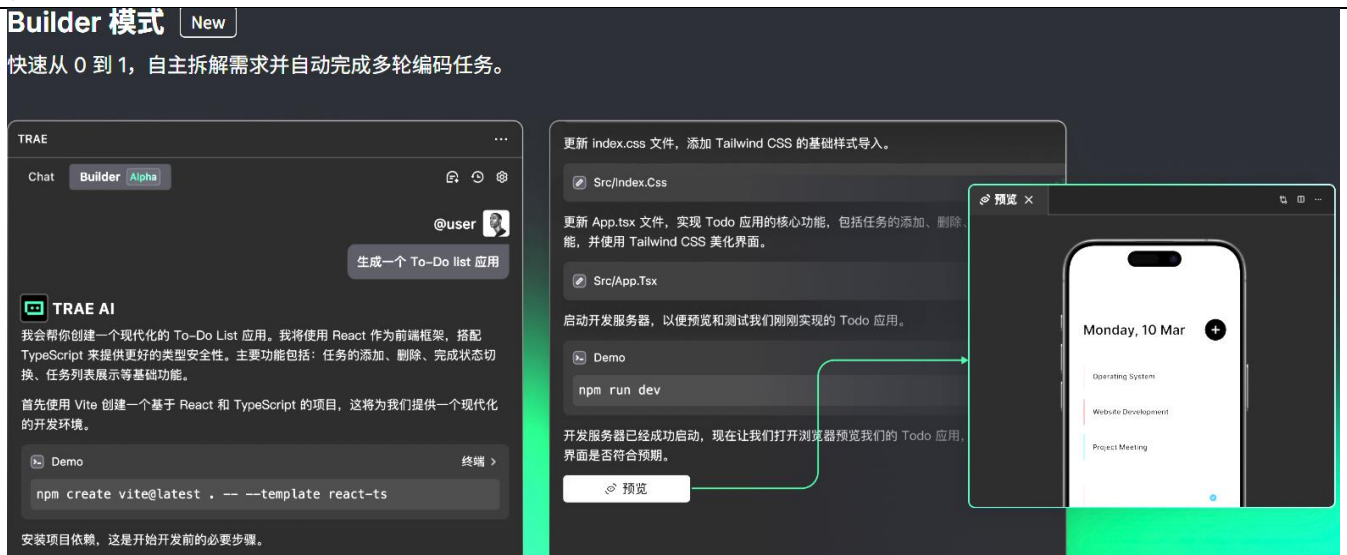 Builder 模式 New
快速从 0 到 1，自主拆解需求并自动完成多轮编码任务。
TRAE
Chat Builder Alpha
@user
生成一个 To-Do list 应用
TRAE AI
我会帮你创建一个现代化的 To-Do List 应用。我将使用 React 作为前端框架，搭配
TypeScript 来提供更好的类型安全性。主要功能包括：任务的添加、删除、完成状态切
换、任务列表展示等基础功能。
首先使用 Vite 创建一个基于 React 和 TypeScript 的项目，这将为我们提供一个现代化
的开发环境。
Demo 终端
npm create vite@latest . -- --template react-ts
安装项目依赖，这是开始开发前的必要步骤。
更新 index.css 文件，添加 Tailwind CSS 的基础样式导入。
Src/Index.Css
更新 App.tsx 文件，实现 Todo 应用的核心功能，包括任务的添加、删除、
能，并使用 Tailwind CSS 美化界面。
Src/App.Tsx
启动开发服务器，以便预览和测试我们刚刚实现的 Todo 应用。
Demo
npm run dev
开发服务器已经成功启动，现在让我们打开浏览器预览我们的 Todo 应用，
界面是否符合预期。
预览
预览
Monday, 10 Mar
Operating System
Website Development
Project Meeting